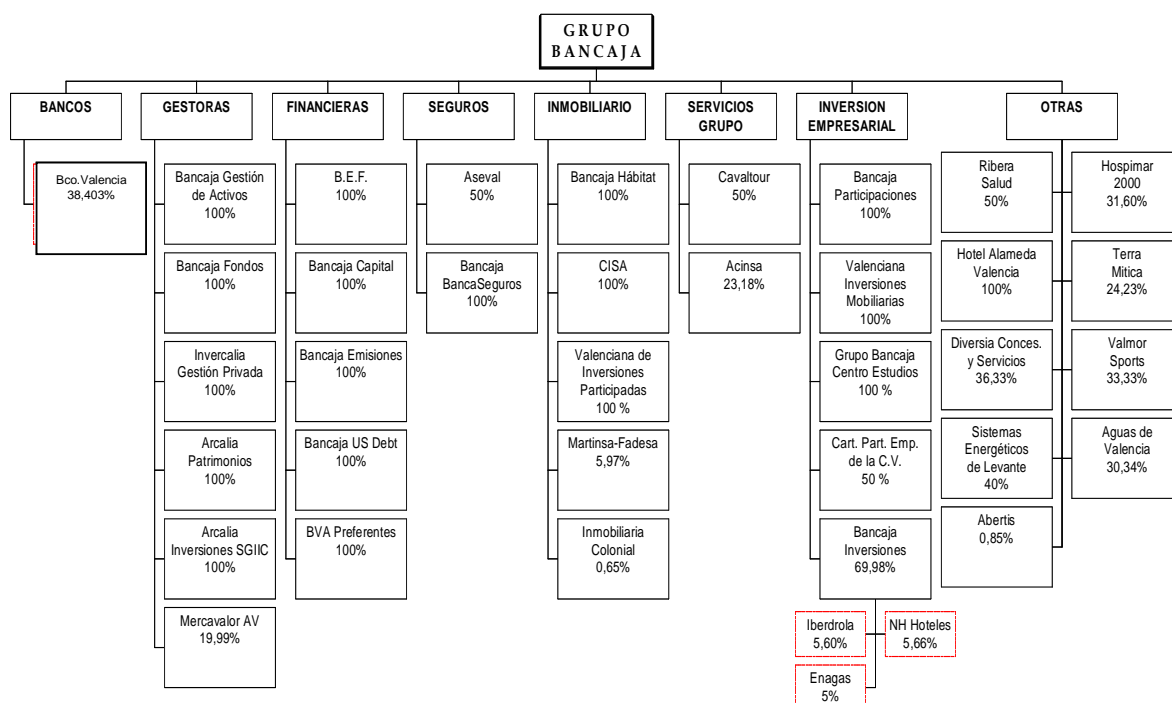 GRUPO
BANCAJA
BANCOS
GESTORAS
FINANCIERAS
SEGUROS
INMOBILIARIO
SERVICIOS
GRUPO
INVERSION
EMPRESARIAL
OTRAS
Bco.Valencia
38,403%
Bancaja Gestión
de Activos
100%
Bancaja Fondos
100%
Invercalia
Gestión Privada
100%
Arcalia
Patrimonios
100%
Arcalia
Inversiones SGIIC
100%
Mercavalor AV
19,99%
B.E.F.
100%
Bancaja Capital
100%
Bancaja Emisiones
100%
Bancaja US Debt
100%
BVA Preferentes
100%
Aseval
50%
Bancaja
BancaSeguros
100%
Bancaja Hábitat
100%
CISA
100%
Valenciana de
Inversiones
Participadas
100 %
Martinsa-Fadesa
5,97%
Inmobiliaria
Colonial
0,65%
Cavaltour
50%
Acinsa
23,18%
Bancaja
Participaciones
100%
Valenciana
Inversiones
Mobiliarias
100%
Grupo Bancaja
Centro Estudios
100 %
Cart. Part. Emp.
de la C.V.
50 %
Bancaja
Inversiones
69,98%
Iberdrola
5,60%
NH Hoteles
5,66%
Enagas
5%
Ribera
Salud
50%
Hotel Alameda
Valencia
100%
Diversia Conces.
y Servicios
36,33%
Sistemas
Energéticos
de Levante
40%
Abertis
0,85%
Hospimar
2000
31,60%
Terra
Mitica
24,23%
Valmor
Sports
33,33%
Aguas de
Valencia
30,34%